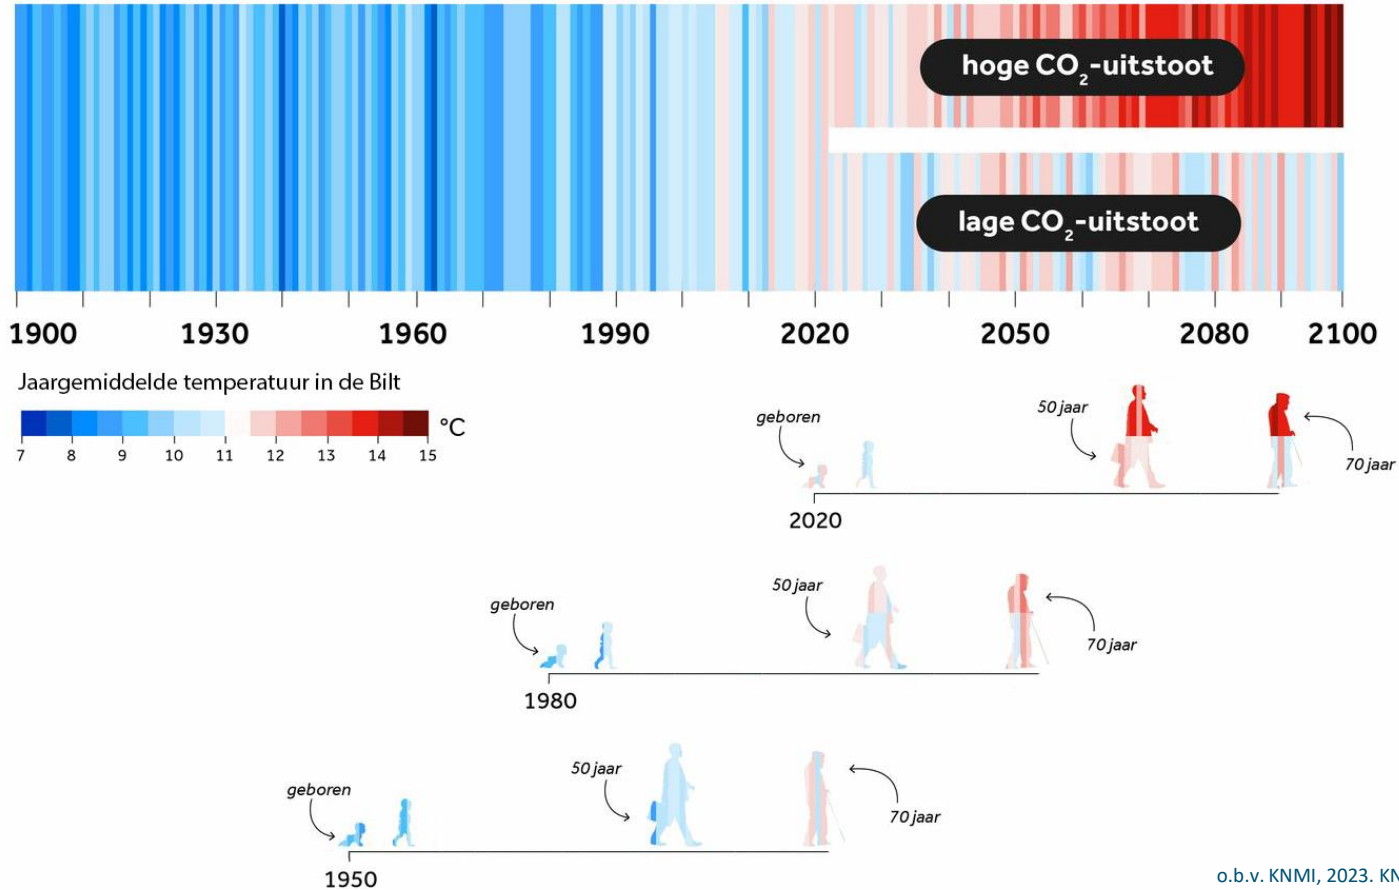 hoge CO₂-uitstoot
lage CO₂-uitstoot
1900 1930 1960 1990 2020 2050 2080 2100
Jaargemiddelde temperatuur in de Bilt
°C
7 8 9 10 11 12 13 14 15
geboren
50 jaar
70 jaar
2020
geboren
50 jaar
70 jaar
1980
geboren
50 jaar
70 jaar
1950
o.b.v. KNMI, 2023. KN